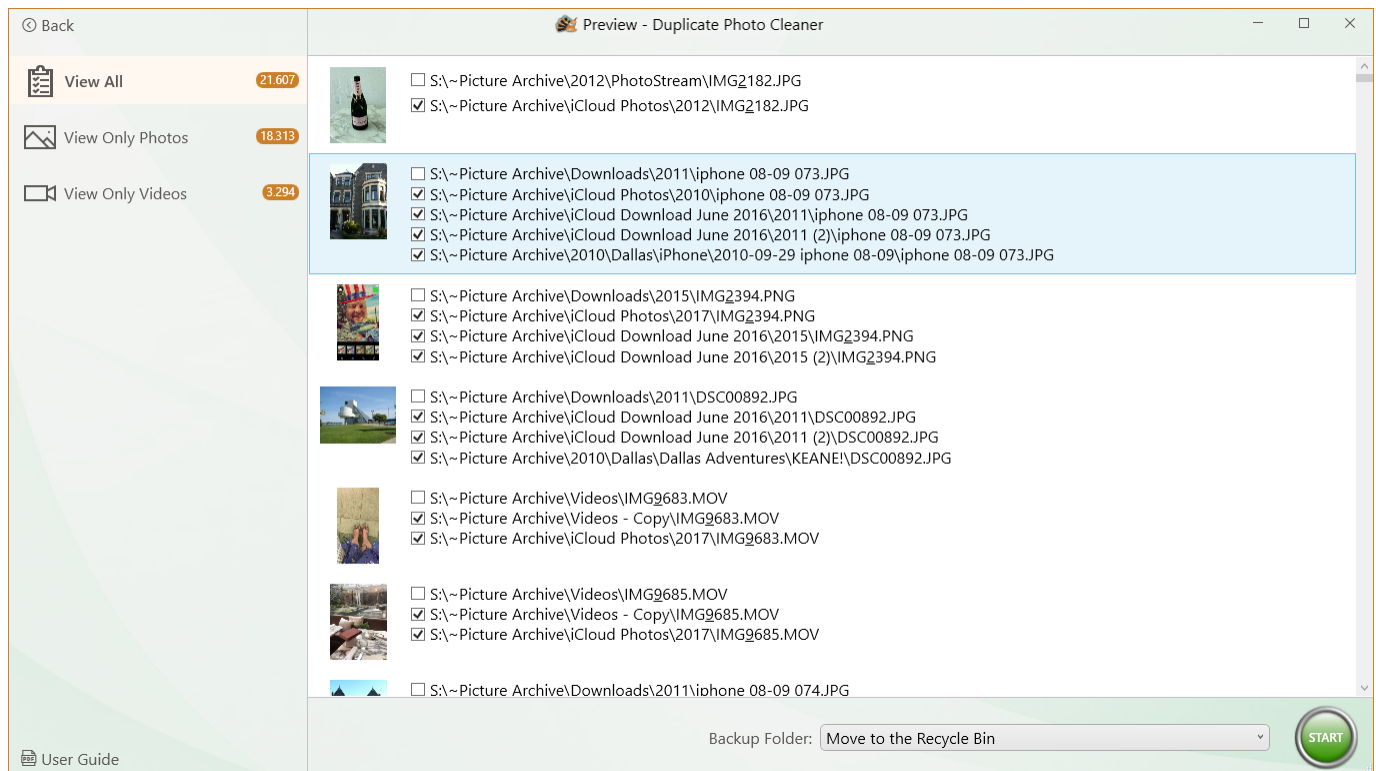 Back
Preview - Duplicate Photo Cleaner
View All
21.607
View Only Photos
18.313
View Only Videos
3.294
S:\~Picture Archive\2012\PhotoStream\IMG2182.JPG
S:\~Picture Archive\iCloud Photos\2012\IMG2182.JPG
S:\~Picture Archive\Downloads\2011\iphone 08-09 073.JPG
S:\~Picture Archive\iCloud Photos\2010\iphone 08-09 073.JPG
S:\~Picture Archive\iCloud Download June 2016\2011\iphone 08-09 073.JPG
S:\~Picture Archive\iCloud Download June 2016\2011 (2)\iphone 08-09 073.JPG
S:\~Picture Archive\2010\Dallas\iPhone\2010-09-29 iphone 08-09\iphone 08-09 073.JPG
S:\~Picture Archive\Downloads\2015\IMG2394.PNG
S:\~Picture Archive\iCloud Photos\2017\IMG2394.PNG
S:\~Picture Archive\iCloud Download June 2016\2015\IMG2394.PNG
S:\~Picture Archive\iCloud Download June 2016\2015 (2)\IMG2394.PNG
S:\~Picture Archive\Downloads\2011\DSC00892.JPG
S:\~Picture Archive\iCloud Download June 2016\2011\DSC00892.JPG
S:\~Picture Archive\iCloud Download June 2016\2011 (2)\DSC00892.JPG
S:\~Picture Archive\2010\Dallas\Dallas Adventures\KEANE!\DSC00892.JPG
S:\~Picture Archive\Videos\IMG9683.MOV
S:\~Picture Archive\Videos - Copy\IMG9683.MOV
S:\~Picture Archive\iCloud Photos\2017\IMG9683.MOV
S:\~Picture Archive\Videos\IMG9685.MOV
S:\~Picture Archive\Videos - Copy\IMG9685.MOV
S:\~Picture Archive\iCloud Photos\2017\IMG9685.MOV
S:\~Picture Archive\Downloads\2011\iphone 08-09 074.JPG
Backup Folder:
Move to the Recycle Bin
START
PDF
User Guide